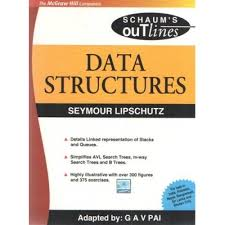 The McGraw Hill Companies
SCHAUM'S
ouTlines
DATA
STRUCTURES
SEYMOUR LIPSCHUTZ
Details Linked representation of Stacks
and Queues.
Simplifies AVL Search Trees, m-way
Search Trees and B Trees.
Highly illustrative with over 300 figures
and 375 exercises.
Adapted by: G A V PAI